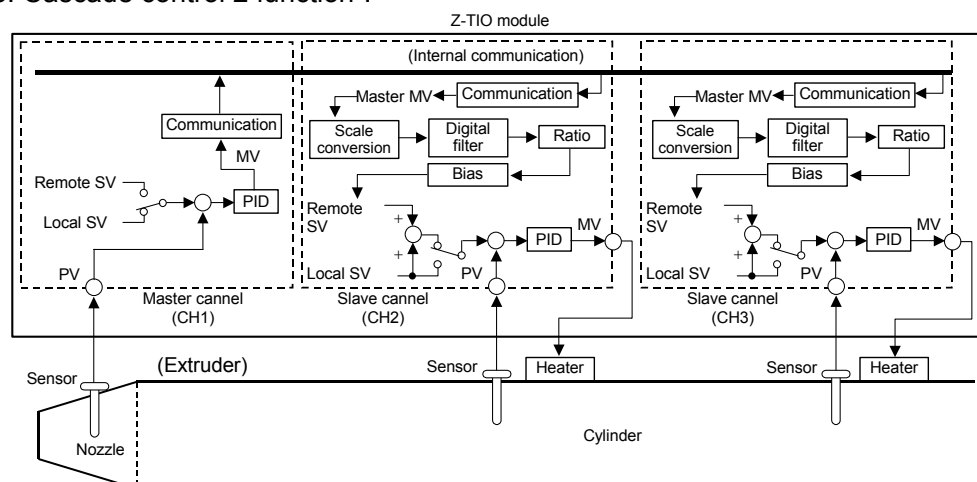 Cascade control 2 function :
Z-TIO module
(Internal communication)
Communication
MV
Remote SV
Local SV
PID
PV
Master cannel
(CH1)
Master MV
Communication
Scale
conversion
Digital
filter
Ratio
Bias
Remote
SV
Local SV
PV
PID
MV
+
+
Slave cannel
(CH2)
Master MV
Communication
Scale
conversion
Digital
filter
Ratio
Bias
Remote
SV
Local SV
PV
PID
MV
+
+
Slave cannel
(CH3)
(Extruder)
Sensor
Nozzle
Sensor
Heater
Sensor
Heater
Cylinder